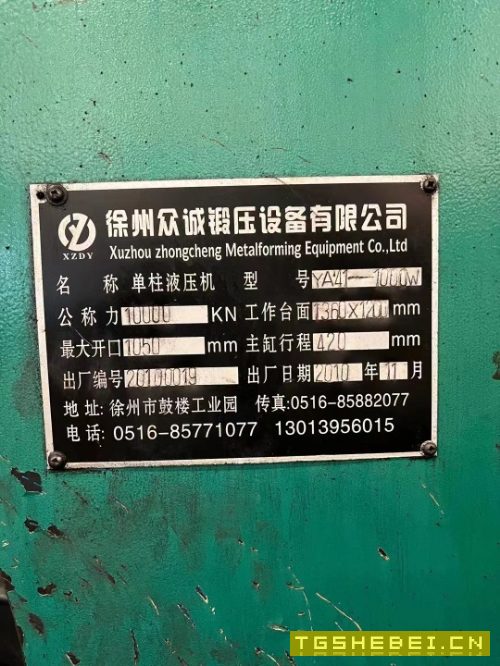 徐州众诚锻压设备有限公司
XZDY
Xuzhou zhongcheng Metalforming Equipment Co.,Ltd
名 称 单柱液压机 型 号 YA41-1000W
公称力 10000 KN 工作台面 1360X1200 mm
最大开口 1050 mm 主缸行程 420 mm
出厂编号 20100019 出厂日期 2010 年 11 月
地址: 徐州市鼓楼工业园 传真:0516-85882077
电话: 0516-85771077 13013956015
TGSHEBEI.CN